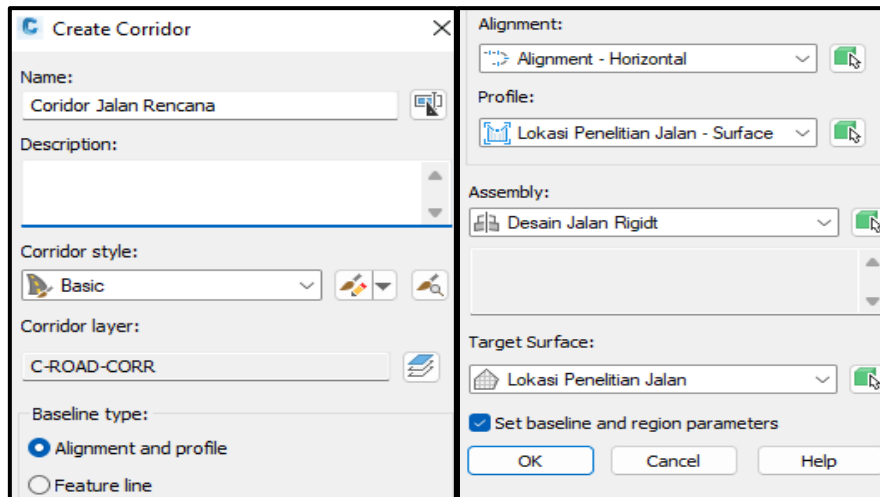 Create Corridor
Name:
Coridor Jalan Rencana
Description:
Corridor style:
Basic
Corridor layer:
C-ROAD-CORR
Baseline type:
Alignment and profile
Feature line
Alignment:
Alignment - Horizontal
Profile:
Lokasi Penelitian Jalan - Surface
Assembly:
Desain Jalan Rigidt
Target Surface:
Lokasi Penelitian Jalan
Set baseline and region parameters
OK Cancel Help